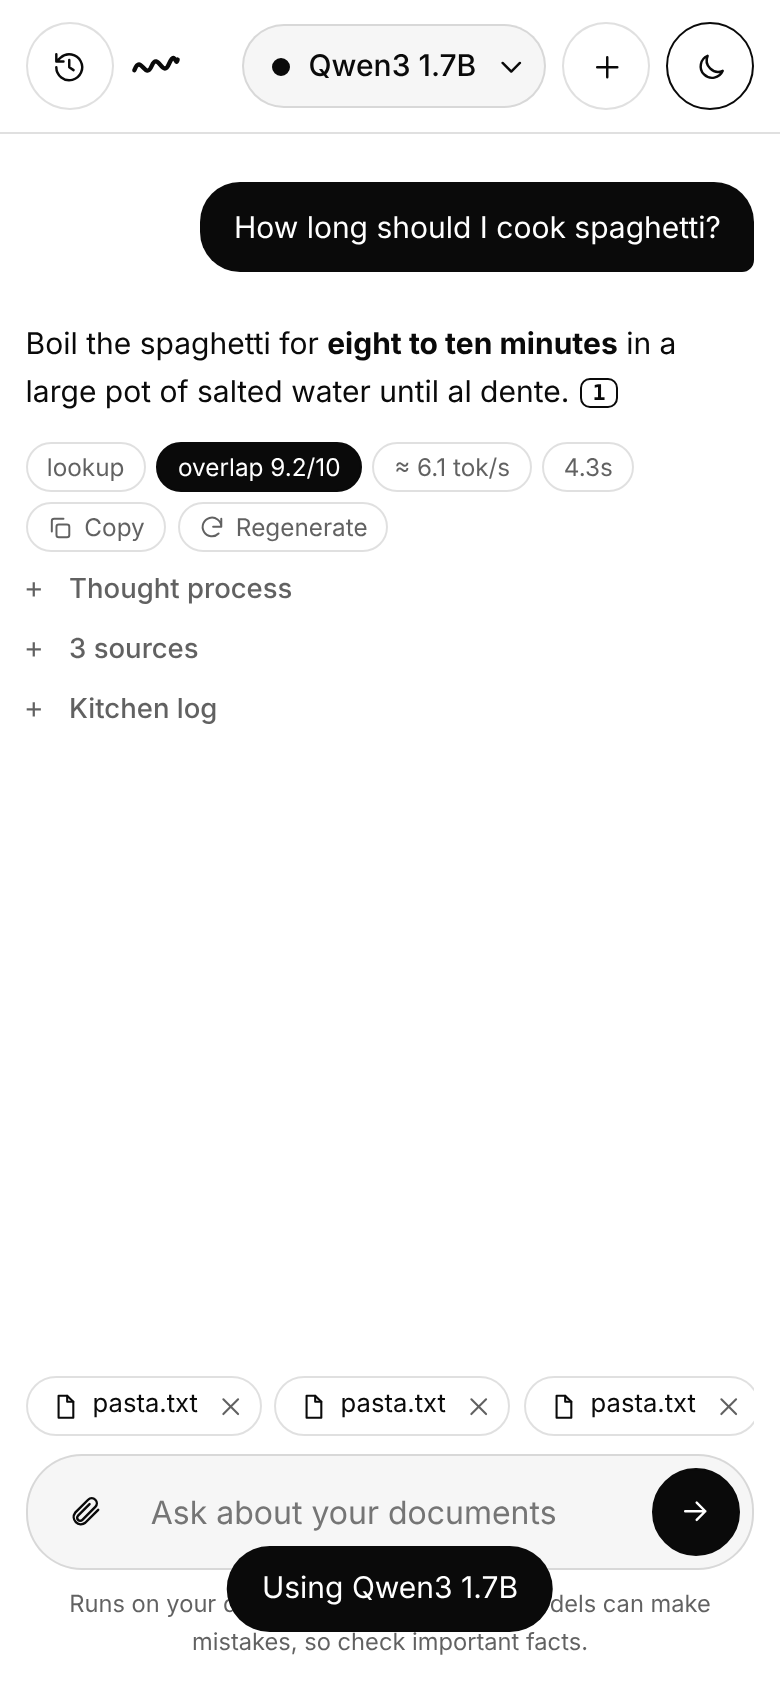 Qwen3 1.7B
How long should I cook spaghetti?
Boil the spaghetti for eight to ten minutes in a
large pot of salted water until al dente. 1
lookup overlap 9.2/10 ≈ 6.1 tok/s 4.3s
Copy Regenerate
+ Thought process
+ 3 sources
+ Kitchen log
pasta.txt pasta.txt pasta.txt
Ask about your documents
Using Qwen3 1.7B
Runs on your can make
mistakes, so check important facts.